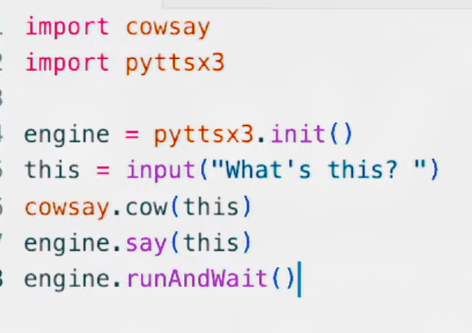 import cowsay
import pyttsx3

engine = pyttsx3.init()
this = input("What's this? ")
cowsay.cow(this)
engine.say(this)
engine.runAndWait()